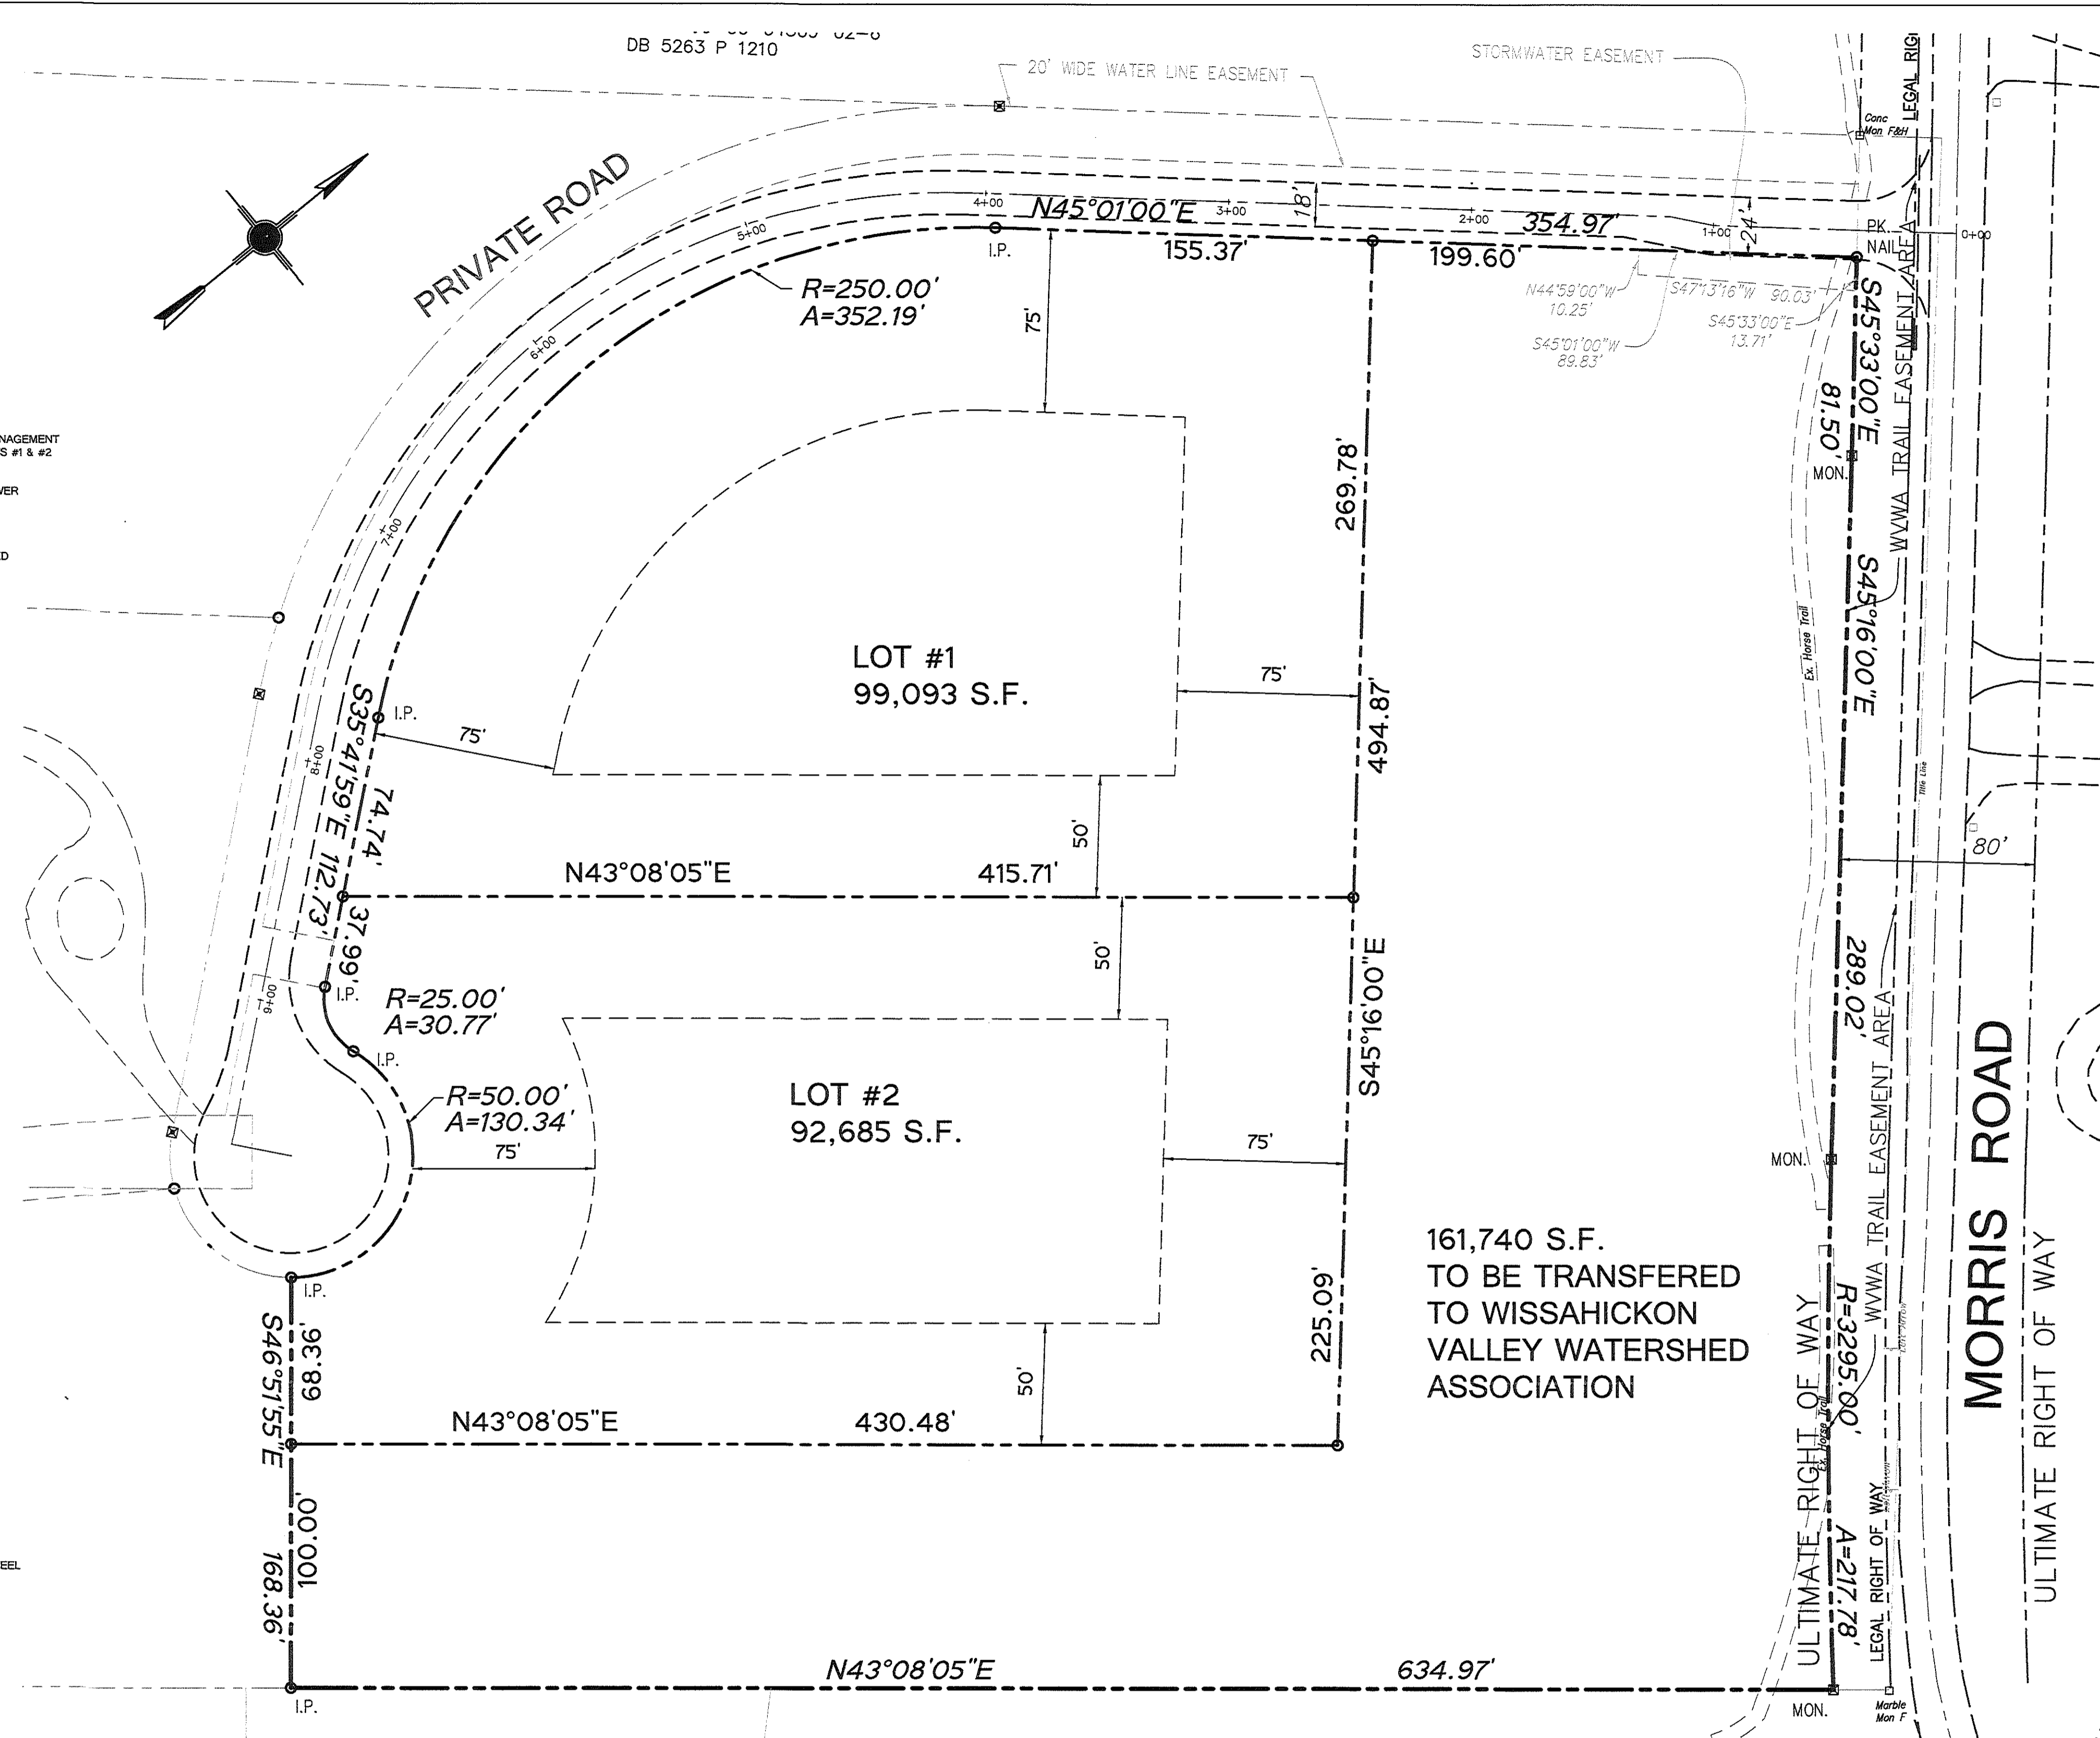 DB 5263 P 1210
20' WIDE WATER LINE EASEMENT
STORMWATER EASEMENT
LEGAL RIG
Conc
Mon F&H
PRIVATE ROAD
N45°01'00"E
354.97'
155.37'
199.60'
18'
24'
0+00
1+00
2+00
3+00
4+00
5+00
6+00
7+00
8+00
9+00
PK.
NAIL
I.P.
R=250.00'
A=352.19'
75'
N44°59'00"W
10.25'
S47°13'16"W 90.03'
S45°33'00"E
13.71'
S45°01'00"W
89.83'
S45°33'00"E
81.50'
MON.
WVWA TRAIL EASEMENT AREA
NAGEMENT
S #1 & #2
VER
D
269.78'
494.87'
S45°16'00"E
Ex. Horse Trail
LOT #1
99,093 S.F.
75'
75'
I.P.
S35°41'59"E 112.73'
74.74'
37.99'
50'
N43°08'05"E
415.71'
Title Line
80'
289.02'
50'
S45°16'00"E
I.P.
R=25.00'
A=30.77'
I.P.
R=50.00'
A=130.34'
75'
LOT #2
92,685 S.F.
75'
MON.
WVWA TRAIL EASEMENT AREA
MORRIS ROAD
161,740 S.F.
TO BE TRANSFERED
TO WISSAHICKON
VALLEY WATERSHED
ASSOCIATION
225.09'
I.P.
S46°51'55"E
68.36'
50'
N43°08'05"E
430.48'
R=3295.00'
A=217.78'
Ex. Horse Trail
ULTIMATE RIGHT OF WAY
LEGAL RIGHT OF WAY
ULTIMATE RIGHT OF WAY
EEL
100.00'
168.36'
N43°08'05"E
634.97'
I.P.
MON.
Marble
Mon F